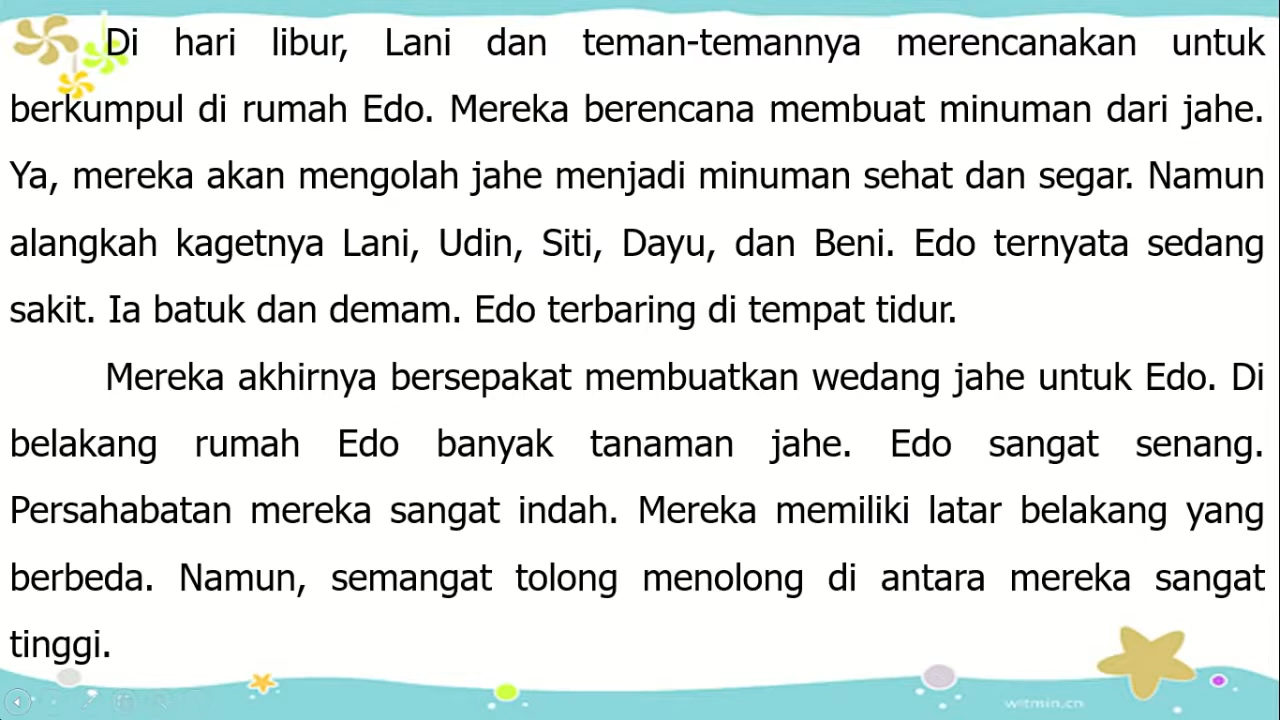 Di hari libur, Lani dan teman-temannya merencanakan untuk
berkumpul di rumah Edo. Mereka berencana membuat minuman dari jahe.
Ya, mereka akan mengolah jahe menjadi minuman sehat dan segar. Namun
alangkah kagetnya Lani, Udin, Siti, Dayu, dan Beni. Edo ternyata sedang
sakit. Ia batuk dan demam. Edo terbaring di tempat tidur.
Mereka akhirnya bersepakat membuatkan wedang jahe untuk Edo. Di
belakang rumah Edo banyak tanaman jahe. Edo sangat senang.
Persahabatan mereka sangat indah. Mereka memiliki latar belakang yang
berbeda. Namun, semangat tolong menolong di antara mereka sangat
tinggi.
witmin.cn